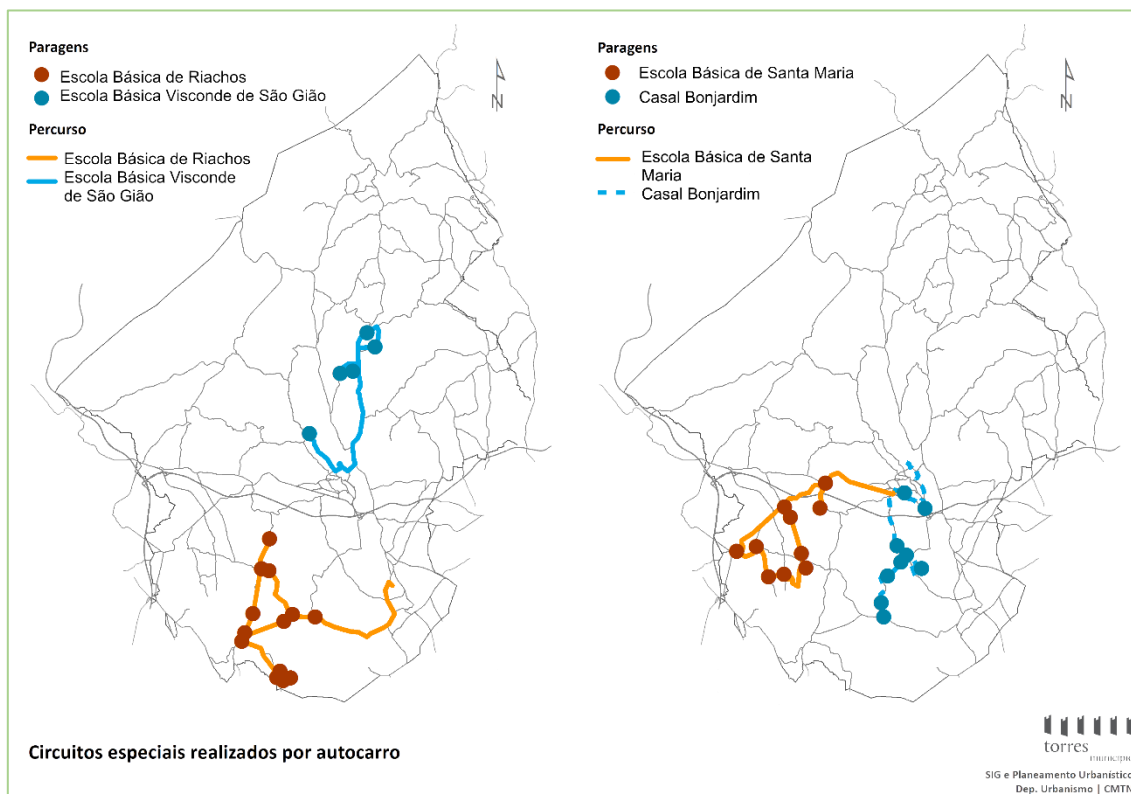 Paragens
Escola Básica de Riachos
Escola Básica Visconde de São Gião
Percurso
Escola Básica de Riachos
Escola Básica Visconde
de São Gião
N
Paragens
Escola Básica de Santa Maria
Casal Bonjardim
Percurso
Escola Básica de Santa
Maria
Casal Bonjardim
N
Circuitos especiais realizados por autocarro
torres
município
SIG e Planeamento Urbanístico
Dep. Urbanismo | CMTN